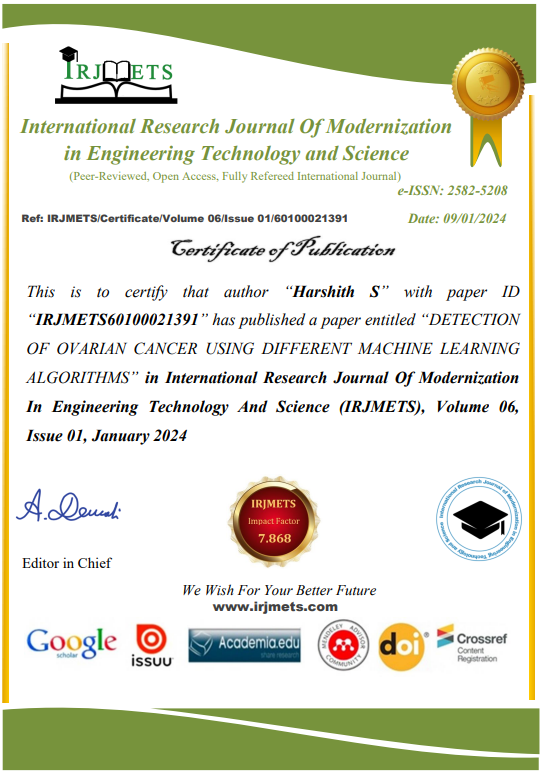 IRJMETS
International Research Journal Of Modernization
in Engineering Technology and Science
(Peer-Reviewed, Open Access, Fully Refereed International Journal)
e-ISSN: 2582-5208
Ref: IRJMETS/Certificate/Volume 06/Issue 01/60100021391
Date: 09/01/2024
Certificate of Publication
This is to certify that author “Harshith S” with paper ID
“IRJMETS60100021391” has published a paper entitled “DETECTION
OF OVARIAN CANCER USING DIFFERENT MACHINE LEARNING
ALGORITHMS” in International Research Journal Of Modernization
In Engineering Technology And Science (IRJMETS), Volume 06,
Issue 01, January 2024
IRJMETS
Impact Factor
7.868
International Research Journal of Modernization
in Engineering Technology and Science
Editor in Chief
We Wish For Your Better Future
www.irjmets.com
Google
scholar
issuu
Academia.edu
share research
MENDELEY ADVISOR
COMMUNITY
doi®
Crossref
Content
Registration